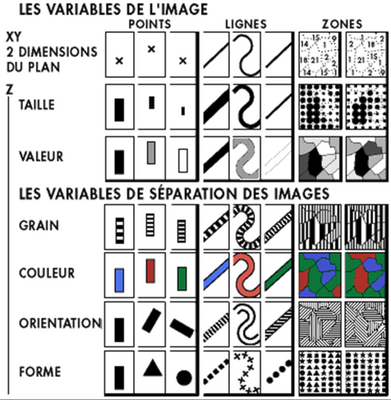 LES VARIABLES DE L'IMAGE
POINTS LIGNES ZONES
XY
2 DIMENSIONS
DU PLAN
Z
TAILLE
VALEUR
LES VARIABLES DE SÉPARATION DES IMAGES
GRAIN
COULEUR
ORIENTATION
FORME